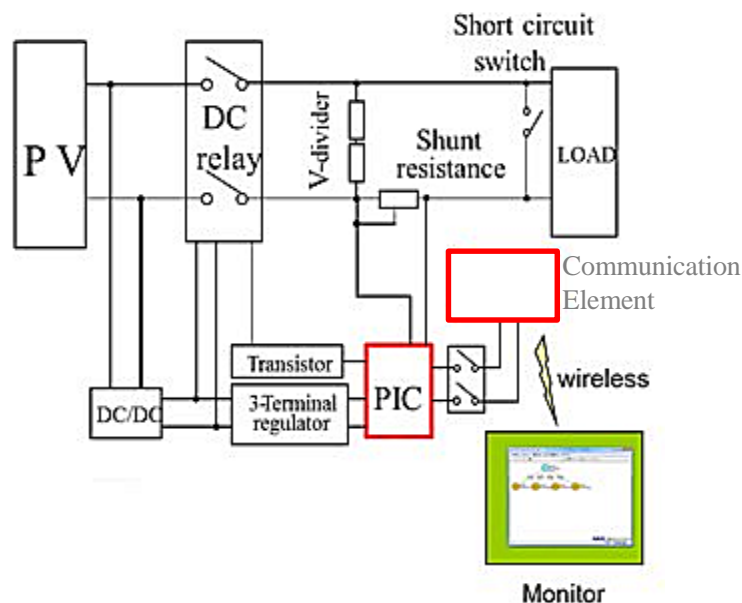 Short circuit
switch
P V
DC
relay
V-divider
Shunt
resistance
LOAD
Communication
Element
Transistor
PIC
wireless
DC/DC
3-Terminal
regulator
Monitor